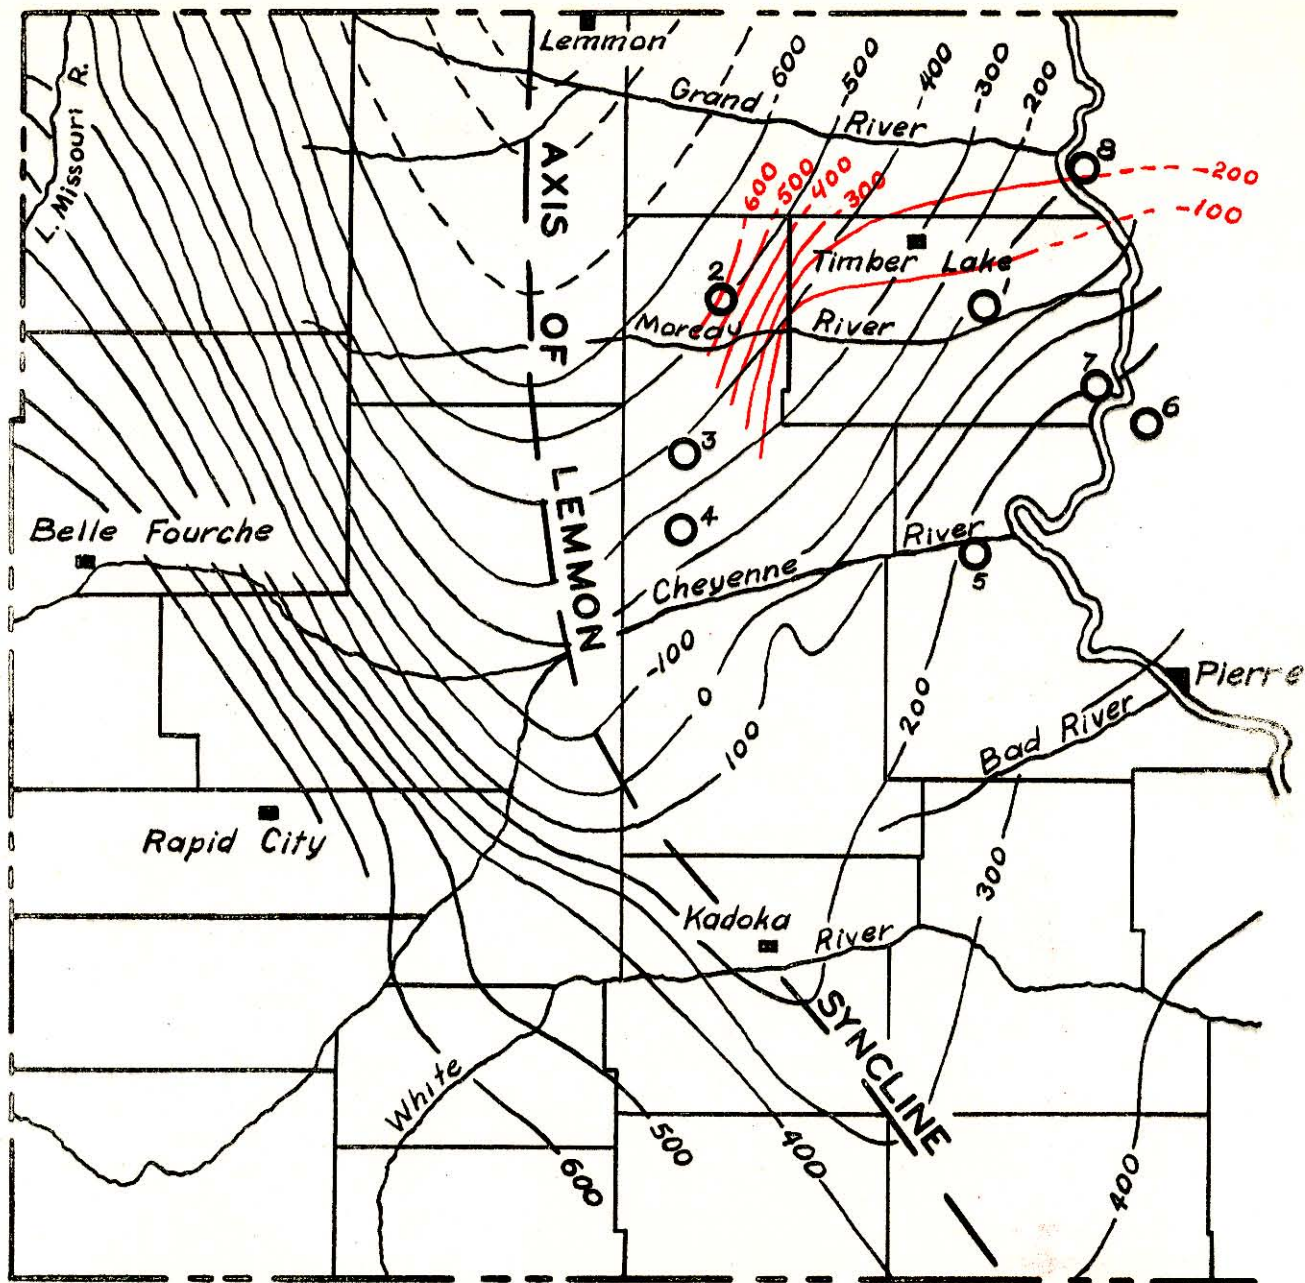 Lemmon
L. Missouri R.
Grand River
-600
-500
-400
-300
-200
8
-200
-100
-600
-500
-400
-300
AXIS OF LEMMON SYNCLINE
Timber Lake
2
1
Moreau River
7
6
3
4
Belle Fourche
Cheyenne River
5
-100
0
100
200
Pierre
Bad River
Rapid City
300
Kadoka
White River
600
500
400
400